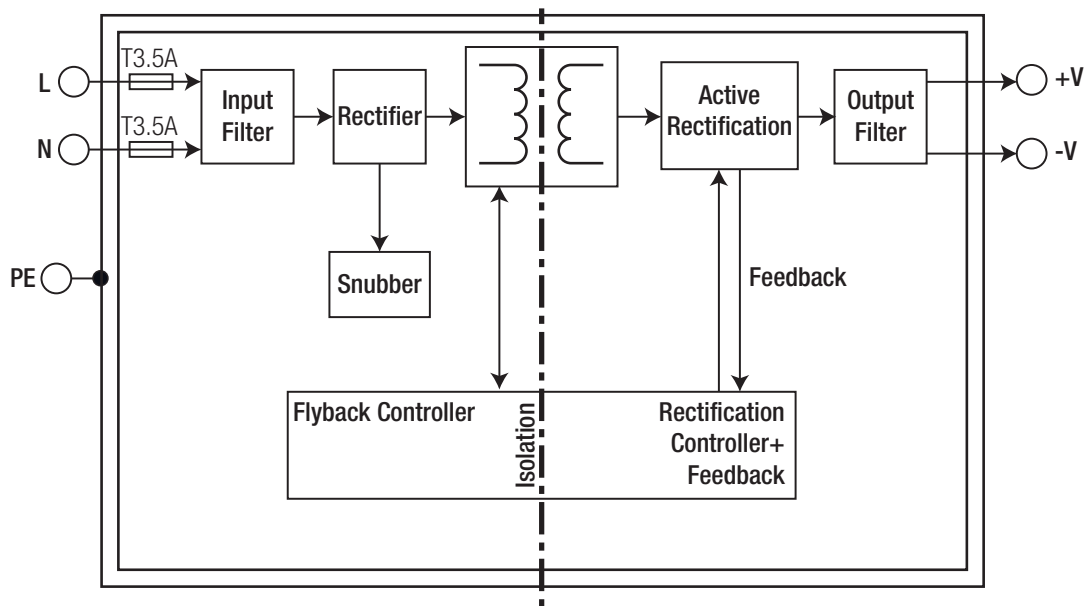 T3.5A
L
Input
Filter
Rectifier
Active
Rectification
Output
Filter
+V
T3.5A
N
-V
PE
Snubber
Feedback
Flyback Controller
Isolation
Rectification
Controller+
Feedback